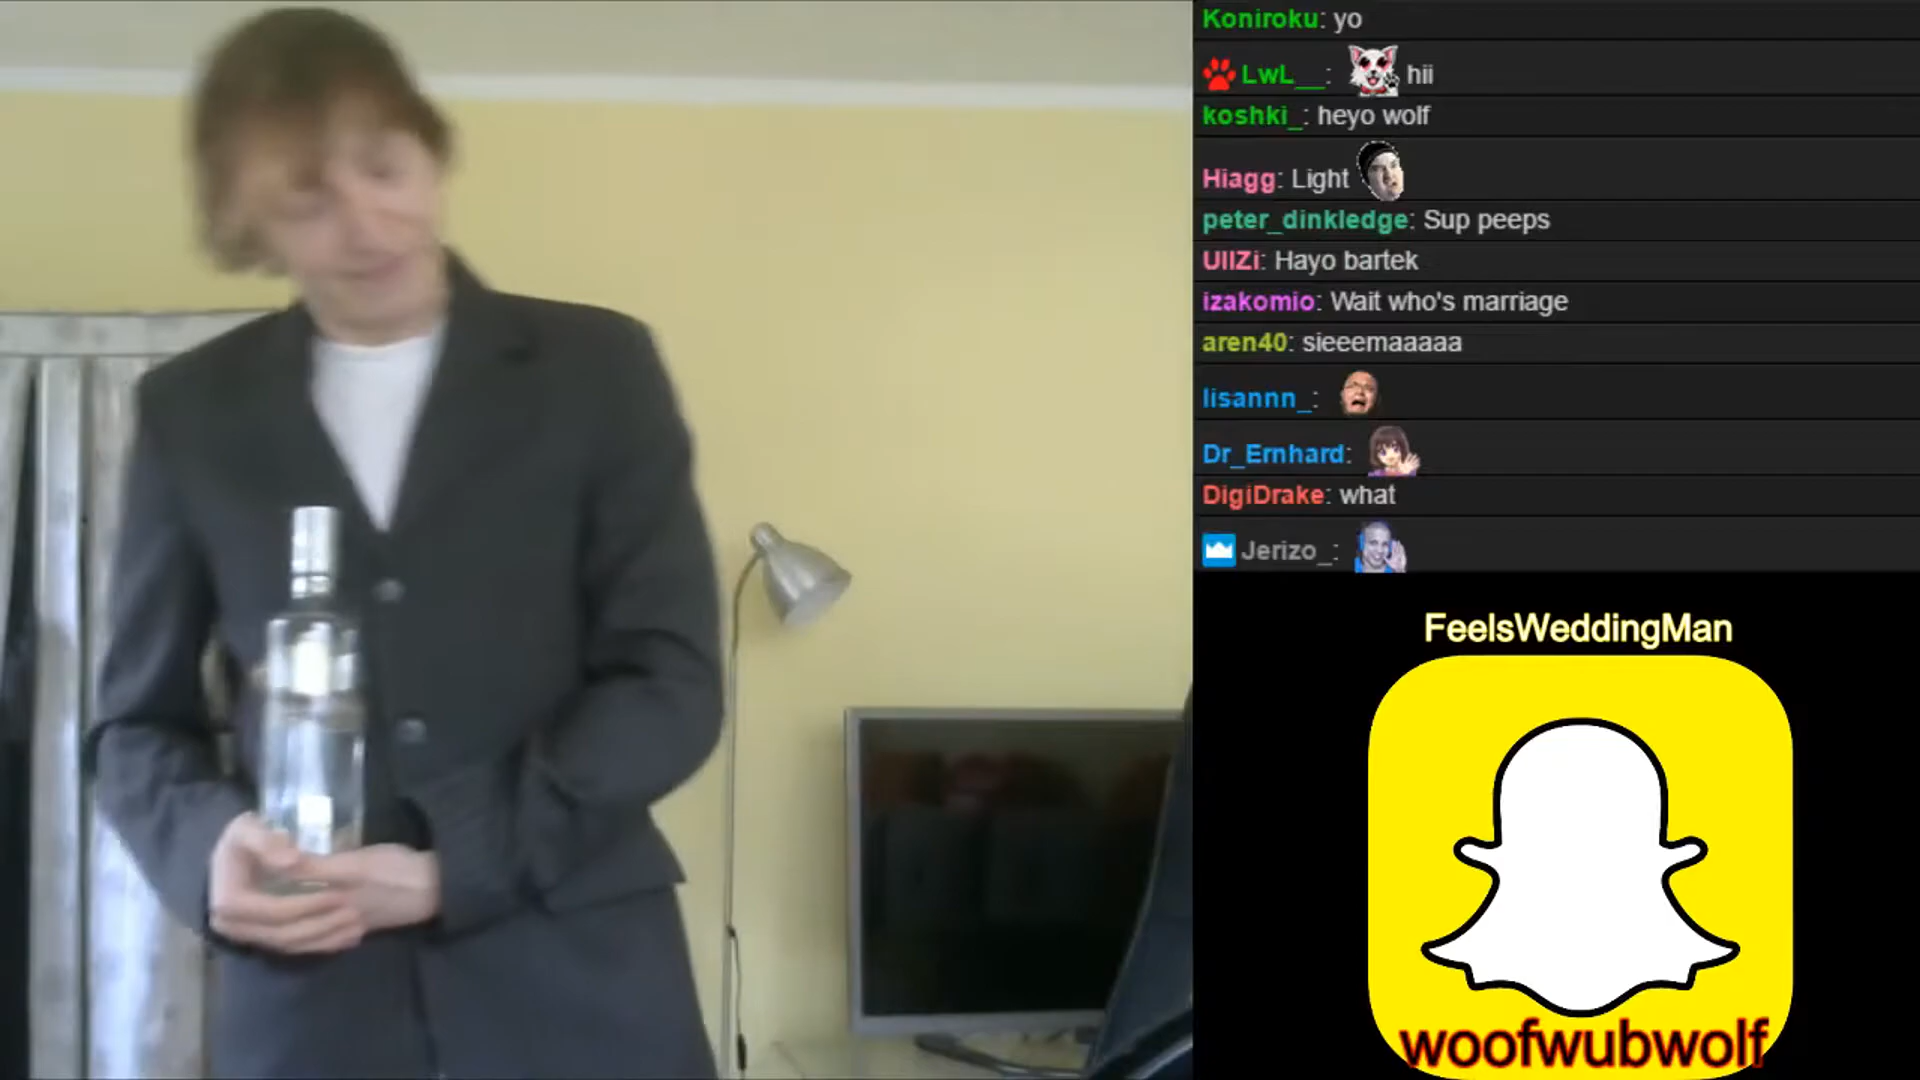 Koniroku: yo
LwL__: hii
koshki_: heyo wolf
Hiagg: Light
peter_dinkledge: Sup peeps
UllZi: Hayo bartek
izakomio: Wait who's marriage
aren40: sieeemaaaaa
lisannn_:
Dr_Ernhard:
DigiDrake: what
Jerizo_:
FeelsWeddingMan
woofwubwolf